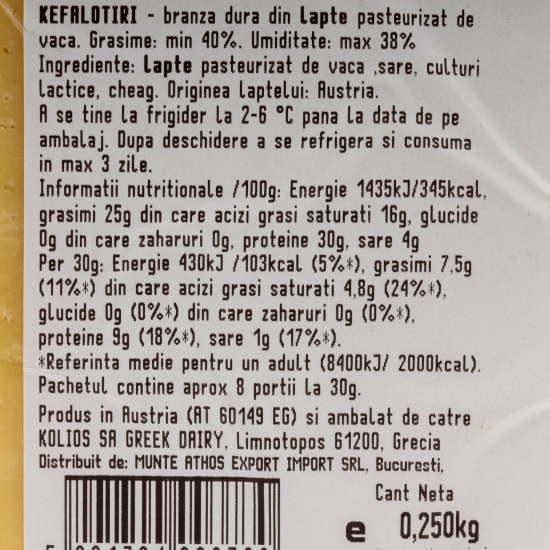 KEFALOTIRI - branza dura din Lapte pasteurizat de
vaca. Grasime: min 40%. Umiditate: max 38%
Ingrediente: Lapte pasteurizat de vaca ,sare, culturi
lactice, cheag. Originea laptelui: Austria.
A se tine la frigider la 2-6 °C pana la data de pe
ambalaj. Dupa deschidere a se refrigera si consuma
in max 3 zile.
Informatii nutritionale /100g: Energie 1435kJ/345kcal,
grasimi 25g din care acizi grasi saturati 16g, glucide
0g din care zaharuri 0g, proteine 30g, sare 4g
Per 30g: Energie 430kJ /103kcal (5%*), grasimi 7,5g
(11%*) din care acizi grasi saturati 4,8g (24%*),
glucide 0g (0%*) din care zaharuri 0g (0%*),
proteine 9g (18%*), sare 1g (17%*).
*Referinta medie pentru un adult (8400kJ/ 2000kcal).
Pachetul contine aprox 8 portii la 30g.
Produs in Austria (AT 60149 EG) si ambalat de catre
KOLIOS SA GREEK DAIRY, Limnotopos 61200, Grecia
Distribuit de: MUNTE ATHOS EXPORT IMPORT SRL, Bucuresti,
Cant Neta
e 0,250kg